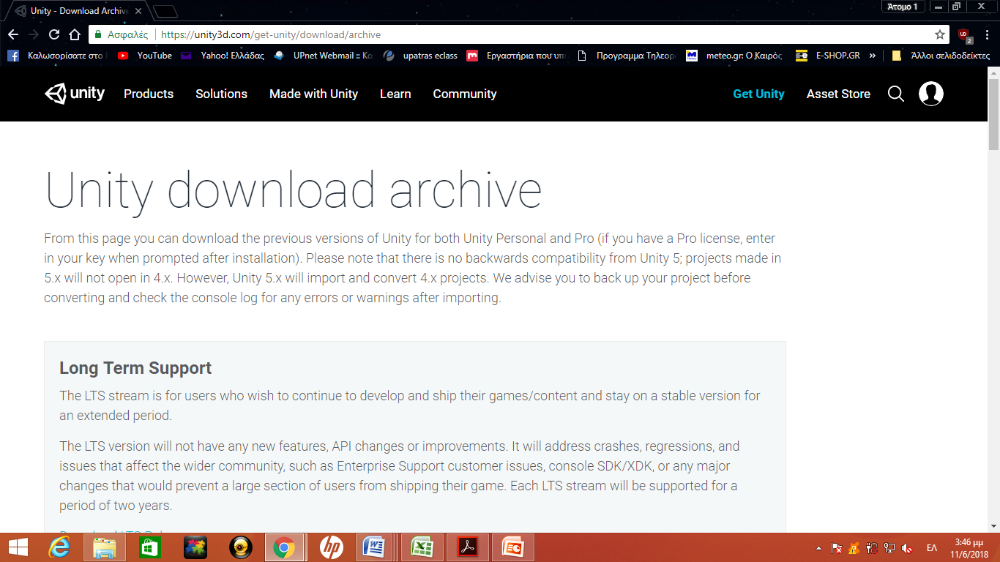 Unity - Download Archive
Άτομο 1
Ασφαλές
https://unity3d.com/get-unity/download/archive
2
Καλωσορίσατε στο
YouTube
Yahoo! Ελλάδας
UPnet Webmail :: Κα
upatras eclass
Εργαστήρια που υπο
Προγραμμα Τηλεορ
meteo.gr: Ο Καιρός
E-SHOP.GR
»
Άλλοι σελιδοδείκτες
unity
Products
Solutions
Made with Unity
Learn
Community
Get Unity
Asset Store
Unity download archive
From this page you can download the previous versions of Unity for both Unity Personal and Pro (if you have a Pro license, enter
in your key when prompted after installation). Please note that there is no backwards compatibility from Unity 5; projects made in
5.x will not open in 4.x. However, Unity 5.x will import and convert 4.x projects. We advise you to back up your project before
converting and check the console log for any errors or warnings after importing.
Long Term Support
The LTS stream is for users who wish to continue to develop and ship their games/content and stay on a stable version for
an extended period.
The LTS version will not have any new features, API changes or improvements. It will address crashes, regressions, and
issues that affect the wider community, such as Enterprise Support customer issues, console SDK/XDK, or any major
changes that would prevent a large section of users from shipping their game. Each LTS stream will be supported for a
period of two years.
ΕΛ
3:46 μμ
11/6/2018